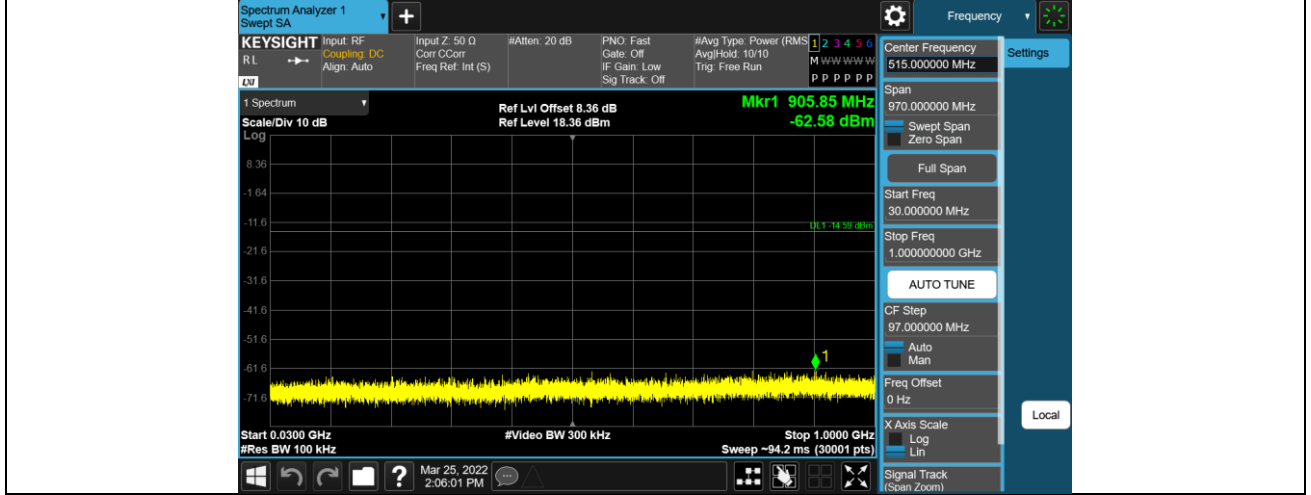 Spectrum Analyzer 1
Swept SA
Frequency
KEYSIGHT
RL
LXI
Input: RF
Coupling: DC
Align: Auto
Input Z: 50 Ω
Corr CCorr
Freq Ref: Int (S)
#Atten: 20 dB
PNO: Fast
Gate: Off
IF Gain: Low
Sig Track: Off
#Avg Type: Power (RMS
Avg|Hold: 10/10
Trig: Free Run
1 2 3 4 5 6
M W W W W W
P P P P P P
1 Spectrum
Scale/Div 10 dB
Log
Ref Lvl Offset 8.36 dB
Ref Level 18.36 dBm
Mkr1 905.85 MHz
-62.58 dBm
8.36
-1.64
-11.6
DL1 -14.59 dBm
-21.6
-31.6
-41.6
-51.6
1
-61.6
-71.6
Start 0.0300 GHz
#Res BW 100 kHz
#Video BW 300 kHz
Stop 1.0000 GHz
Sweep ~94.2 ms (30001 pts)
Mar 25, 2022
2:06:01 PM
Center Frequency
515.000000 MHz
Span
970.000000 MHz
Swept Span
Zero Span
Full Span
Start Freq
30.000000 MHz
Stop Freq
1.000000000 GHz
AUTO TUNE
CF Step
97.000000 MHz
Auto
Man
Freq Offset
0 Hz
X Axis Scale
Log
Lin
Signal Track
(Span Zoom)
Settings
Local